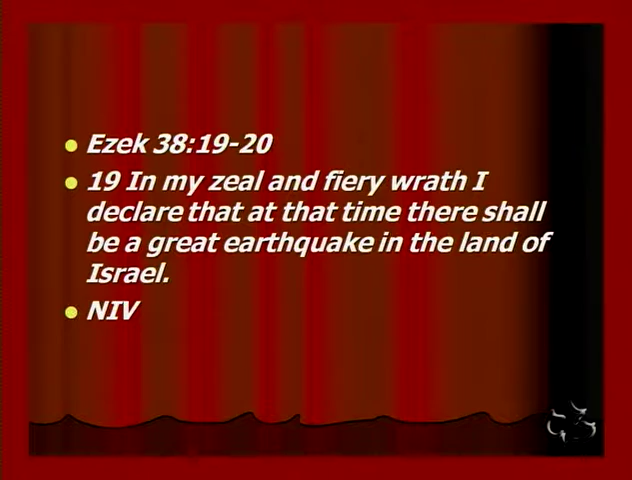 Ezek 38:19-20
19 In my zeal and fiery wrath I
declare that at that time there shall
be a great earthquake in the land of
Israel.
NIV